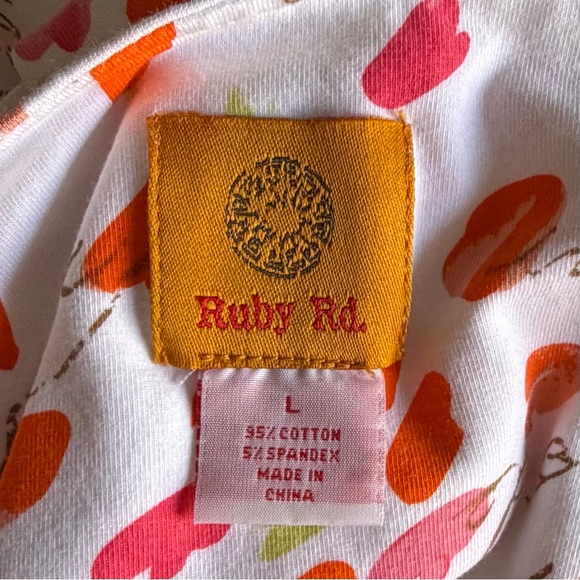 Ruby Rd.
L
95% COTTON
5% SPANDEX
MADE IN
CHINA